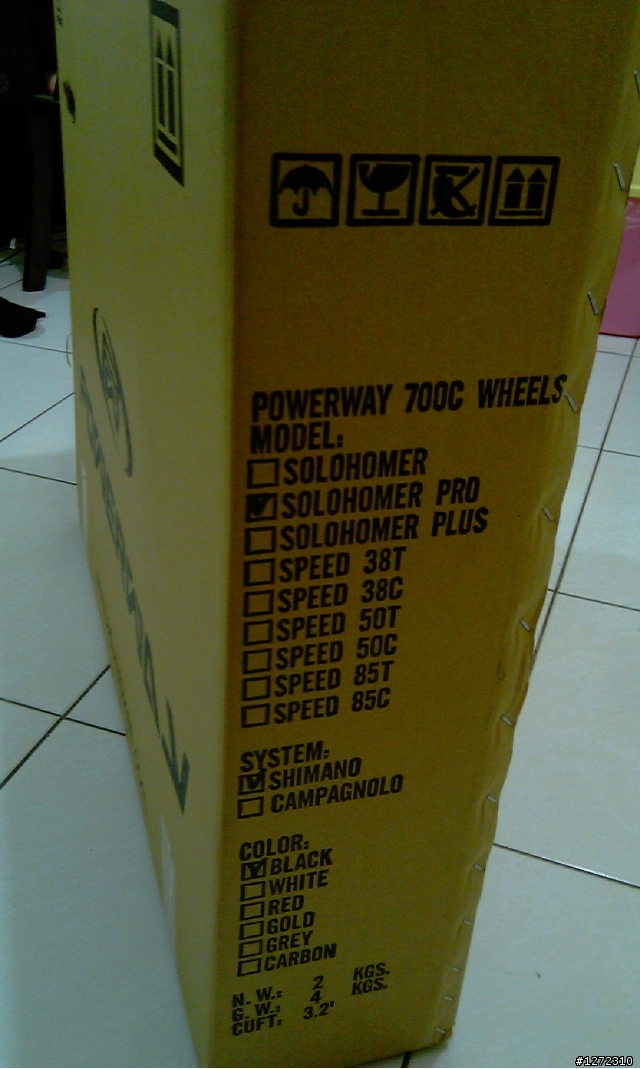 POWERWAY 700C WHEELS
MODEL:
SOLOHOMER
SOLOHOMER PRO
SOLOHOMER PLUS
SPEED 38T
SPEED 38C
SPEED 50T
SPEED 50C
SPEED 85T
SPEED 85C
SYSTEM:
SHIMANO
CAMPAGNOLO
COLOR:
BLACK
WHITE
RED
GOLD
GREY
CARBON
N. W.: 2 KGS.
G. W.: 4 KGS.
CUFT: 3.2'
POWERWAY
#1272310